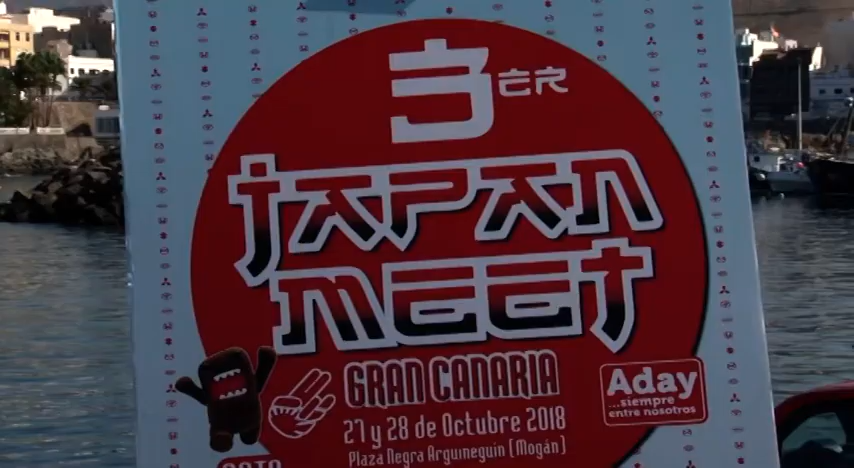 3ER
JAPAN
MEET
GRAN CANARIA
27 y 28 de Octubre 2018
Plaza Negra Arguineguín (Mogán)
Aday
...siempre
entre nosotros